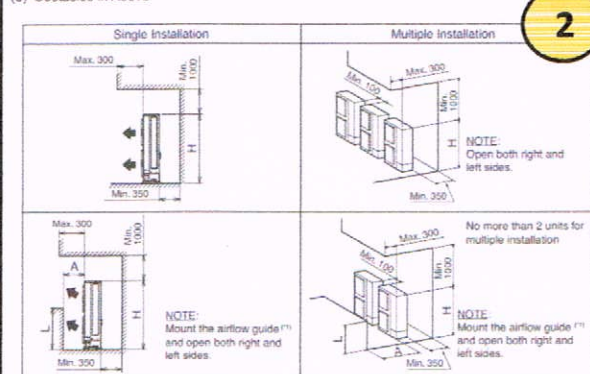 2
Single Installation
Multiple Installation
Max. 300
Min. 1000
H
Min. 350
Max. 300
Min. 100
Min. 1000
H
NOTE:
Open both right and
left sides.
Min. 350
Max. 300
Min. 1000
A
H
L
Min. 350
NOTE:
Mount the airflow guide (*1)
and open both right and
left sides.
Max. 300
No more than 2 units for
multiple installation
Min. 100
Min. 1000
H
L
A
NOTE:
Mount the airflow guide (*1)
and open both right and
left sides.
Min. 350